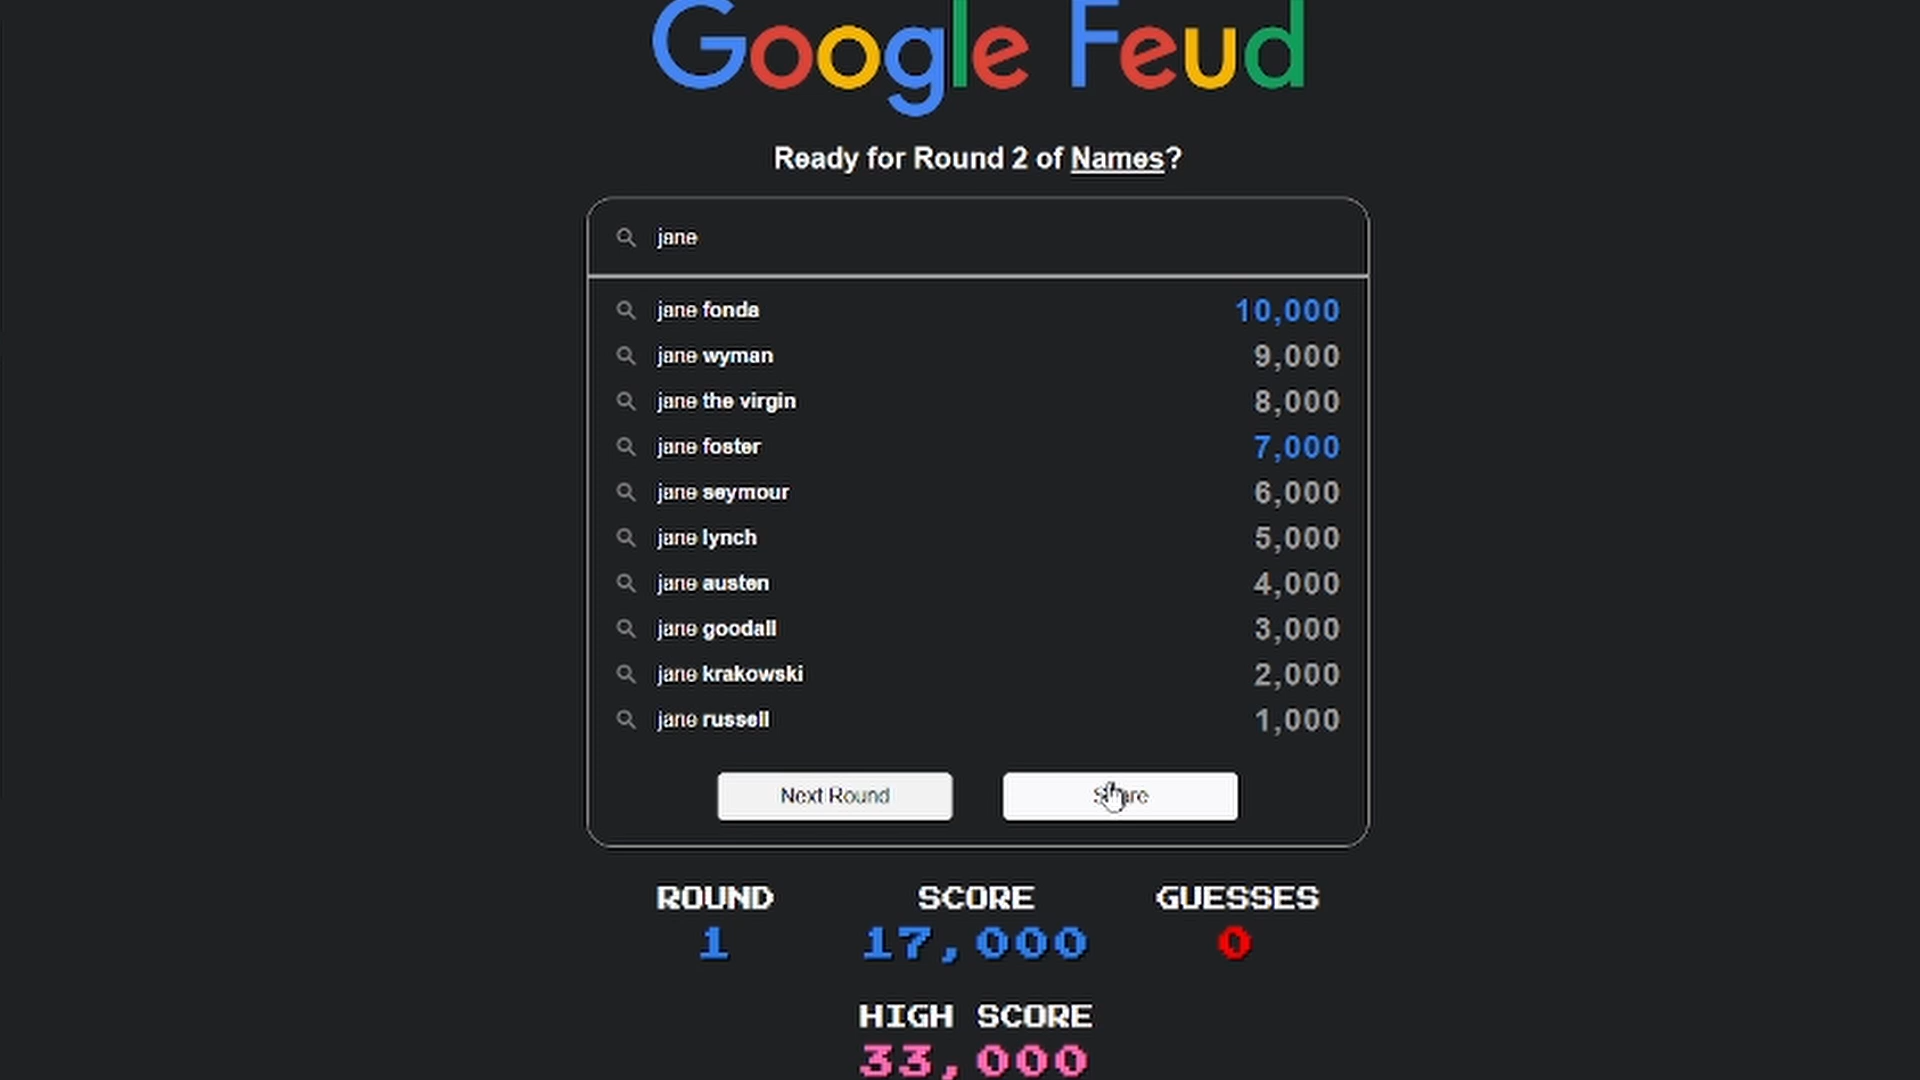 Google Feud
Ready for Round 2 of Names?
jane
jane fonda 10,000
jane wyman 9,000
jane the virgin 8,000
jane foster 7,000
jane seymour 6,000
jane lynch 5,000
jane austen 4,000
jane goodall 3,000
jane krakowski 2,000
jane russell 1,000
Next Round Share
ROUND SCORE GUESSES
1 17,000 0
HIGH SCORE
33,000